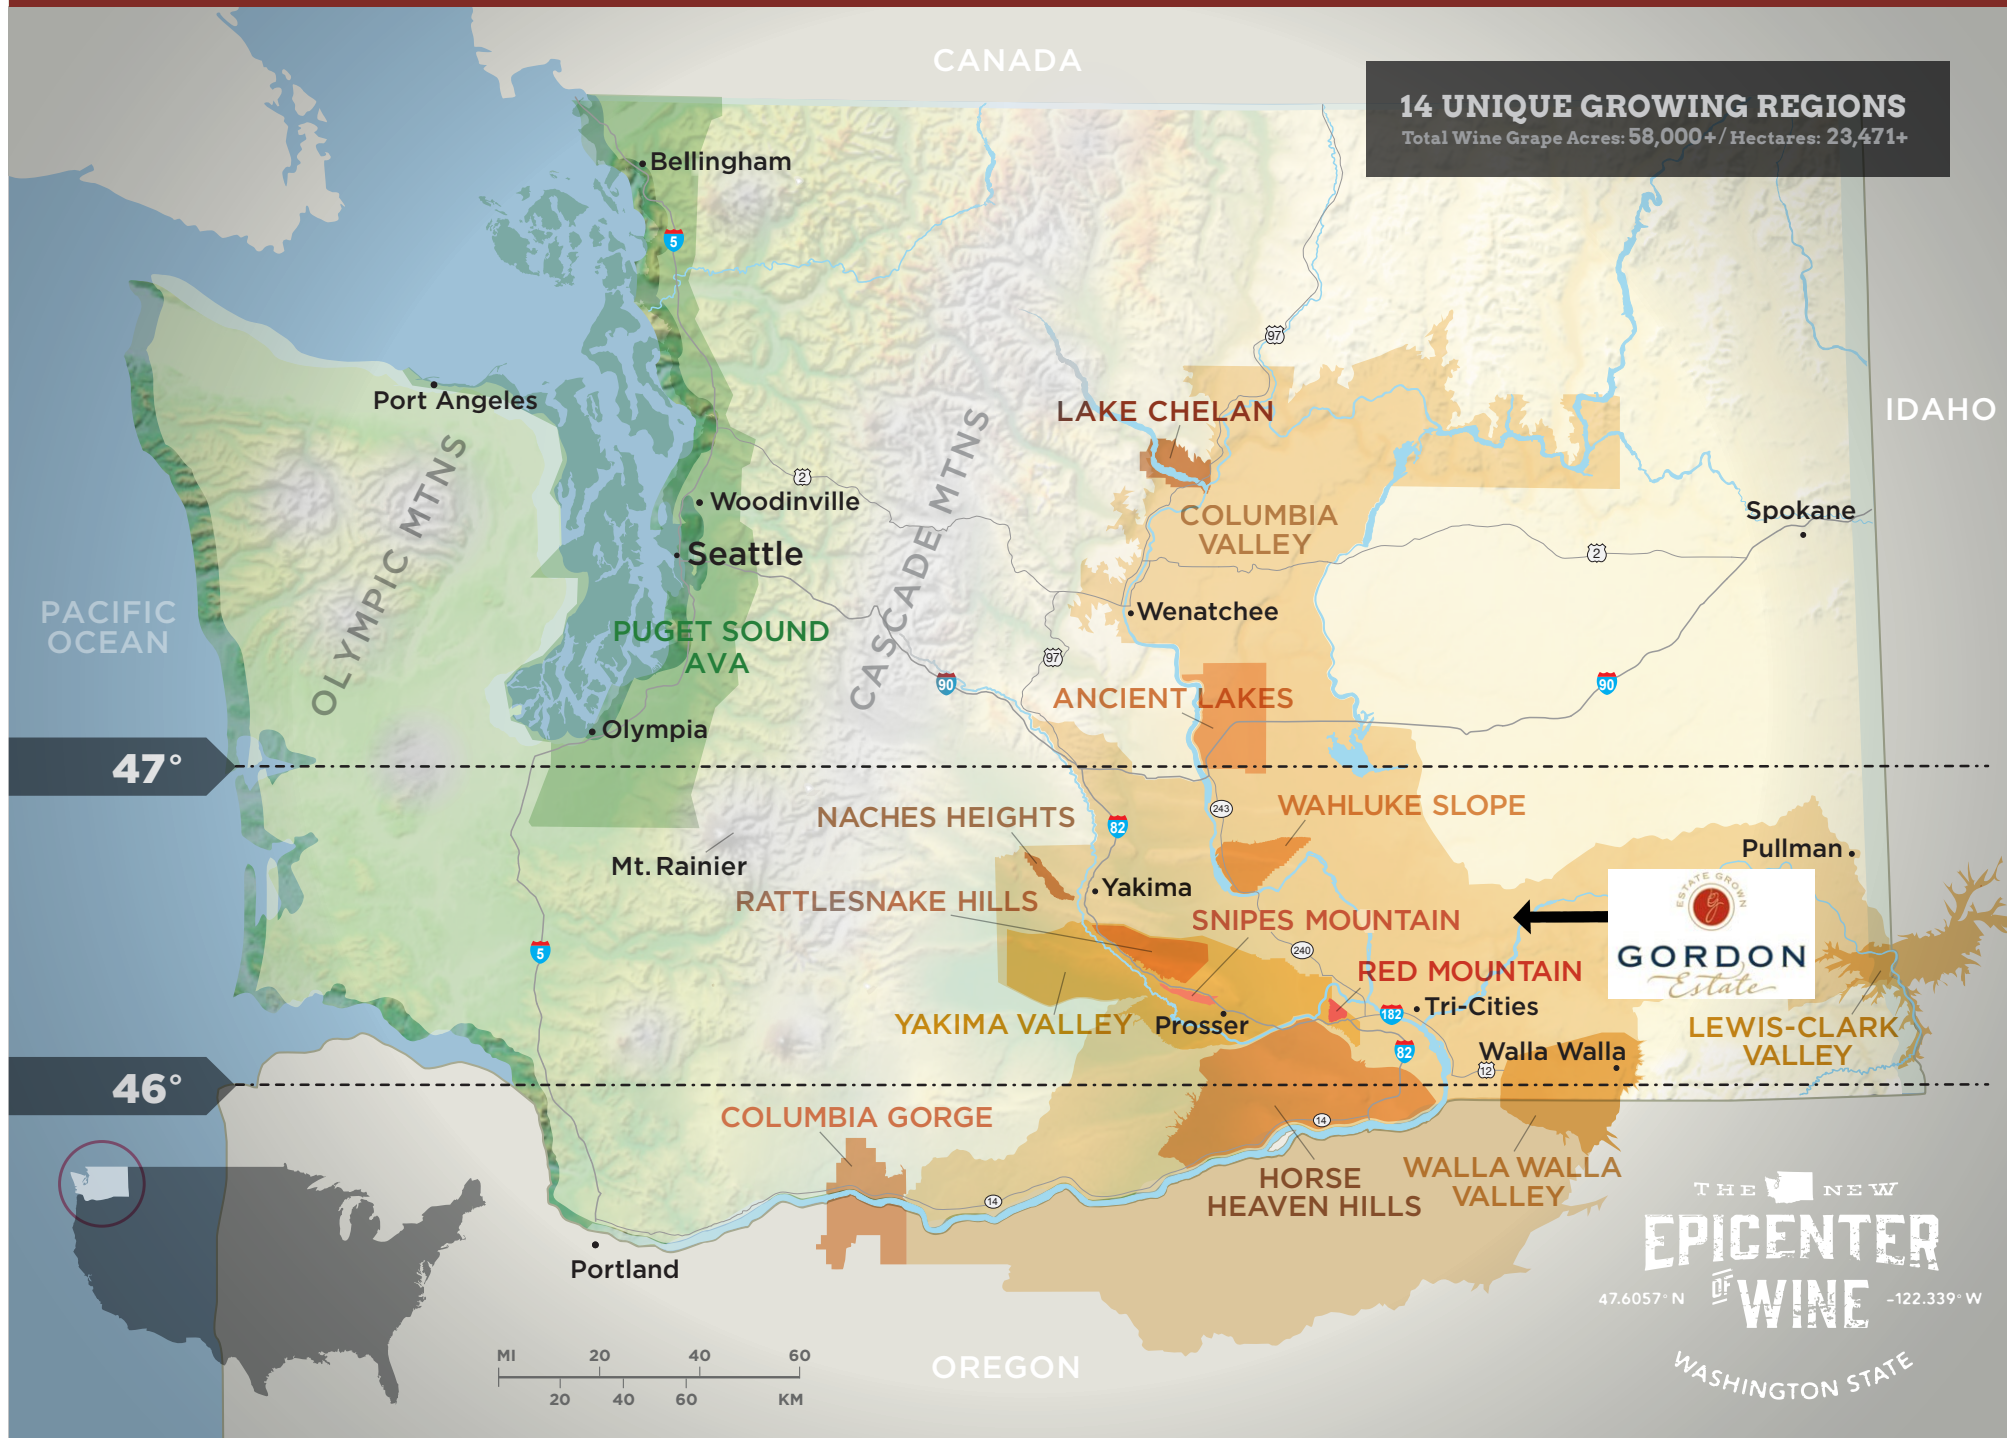 CANADA
14 UNIQUE GROWING REGIONS
Total Wine Grape Acres: 58,000+/ Hectares: 23,471+
Bellingham
5
97
Port Angeles
LAKE CHELAN
IDAHO
OLYMPIC MTNS
CASCADE MTNS
2
Woodinville
COLUMBIA
VALLEY
Spokane
Seattle
2
PACIFIC
OCEAN
Wenatchee
PUGET SOUND
AVA
97
90
90
ANCIENT LAKES
Olympia
47°
NACHES HEIGHTS
243
WAHLUKE SLOPE
82
Mt. Rainier
Pullman
Yakima
RATTLESNAKE HILLS
SNIPES MOUNTAIN
ESTATE GROWN
g
GORDON
Estate
5
240
RED MOUNTAIN
182
Tri-Cities
YAKIMA VALLEY
Prosser
LEWIS-CLARK
VALLEY
82
Walla Walla
12
46°
COLUMBIA GORGE
14
HORSE
HEAVEN HILLS
WALLA WALLA
VALLEY
14
THE NEW
EPICENTER
OF WINE
47.6057° N
-122.339° W
WASHINGTON STATE
Portland
MI 20 40 60
20 40 60 KM
OREGON